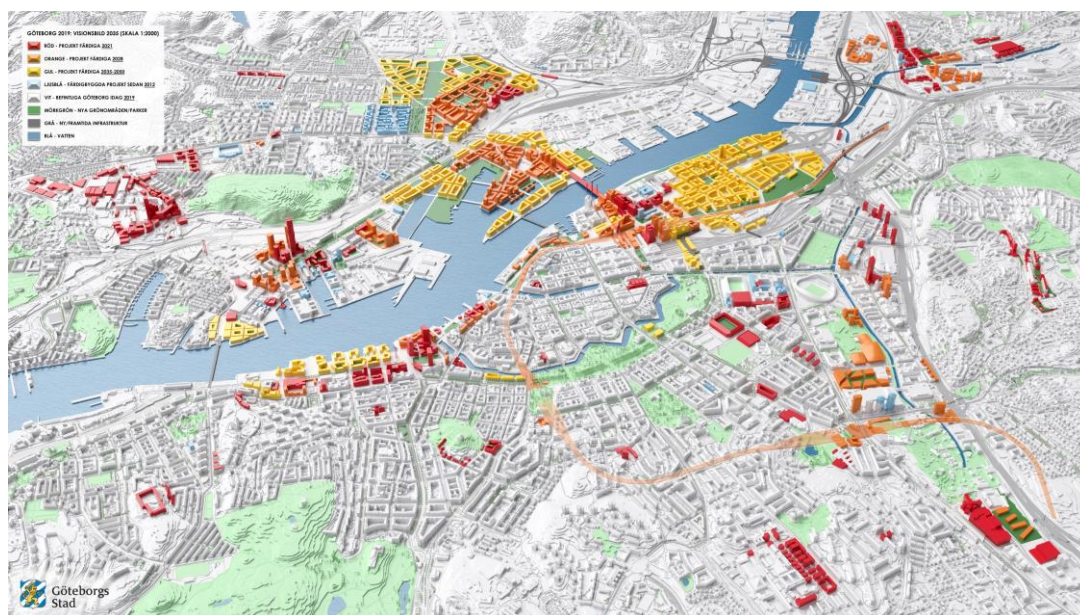 GÖTEBORG 2019: VISIONSBILD 2035 (SKALA 1:2000)
RÖD - PROJEKT FÄRDIGA 2021
ORANGE - PROJEKT FÄRDIGA 2028
GUL - PROJEKT FÄRDIGA 2035-2050
LJUSBLÅ - FÄRDIGBYGGDA PROJEKT SEDAN 2012
VIT - BEFINTLIGA GÖTEBORG IDAG 2019
MÖRKGRÖN - NYA GRÖNOMRÅDEN/PARKER
GRÅ - NY/FRAMTIDA INFRASTRUKTUR
BLÅ - VATTEN
Göteborgs
Stad